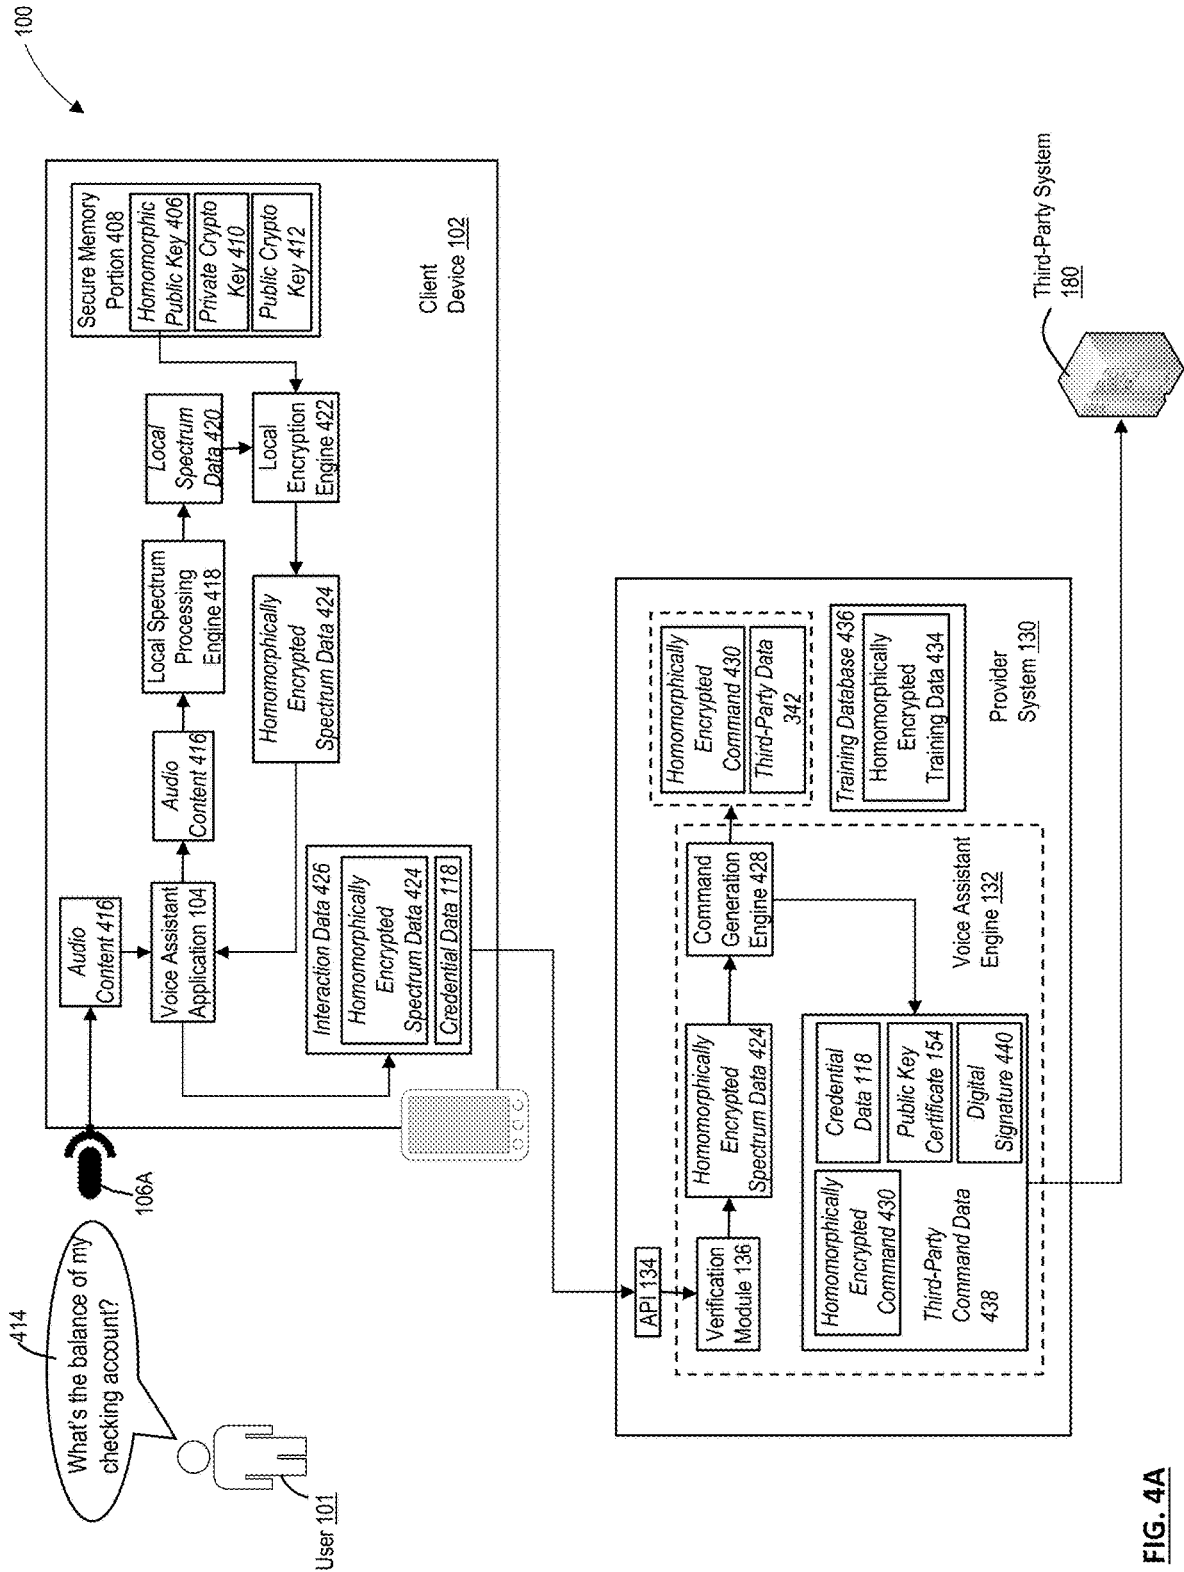 100
414
What's the balance of my
checking account?
User 101
106A
Audio
Content 416
Voice Assistant
Application 104
Audio
Content 416
Local Spectrum
Processing
Engine 418
Local
Spectrum
Data 420
Secure Memory
Portion 408
Homomorphic
Public Key 406
Private Crypto
Key 410
Public Crypto
Key 412
Local
Encryption
Engine 422
Homomorphically
Encrypted
Spectrum Data 424
Interaction Data 426
Homomorphically
Encrypted
Spectrum Data 424
Credential Data 118
Client
Device 102
API 134
Verification
Module 136
Homomorphically
Encrypted
Spectrum Data 424
Command
Generation
Engine 428
Homomorphically
Encrypted
Command 430
Third-Party Data
342
Training Database 436
Homomorphically
Encrypted
Training Data 434
Provider
System 130
Homomorphically
Encrypted
Command 430
Credential
Data 118
Public Key
Certificate 154
Digital
Signature 440
Third-Party
Command Data
438
Voice Assistant
Engine 132
Third-Party System
180
FIG. 4A